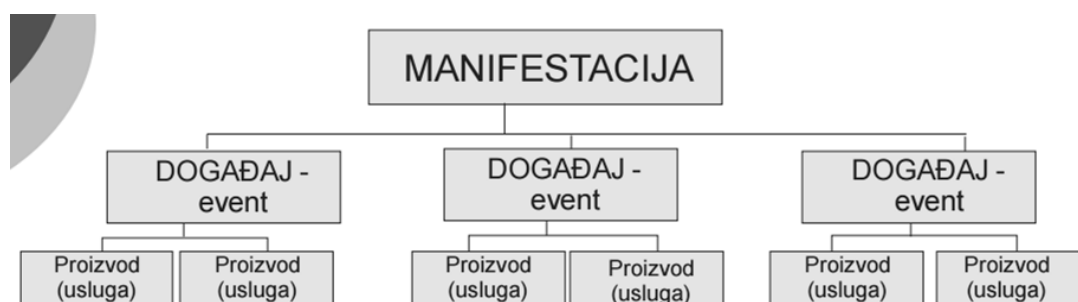 MANIFESTACIJA
DOGAĐAJ -
event
DOGAĐAJ -
event
DOGAĐAJ -
event
Proizvod
(usluga)
Proizvod
(usluga)
Proizvod
(usluga)
Proizvod
(usluga)
Proizvod
(usluga)
Proizvod
(usluga)